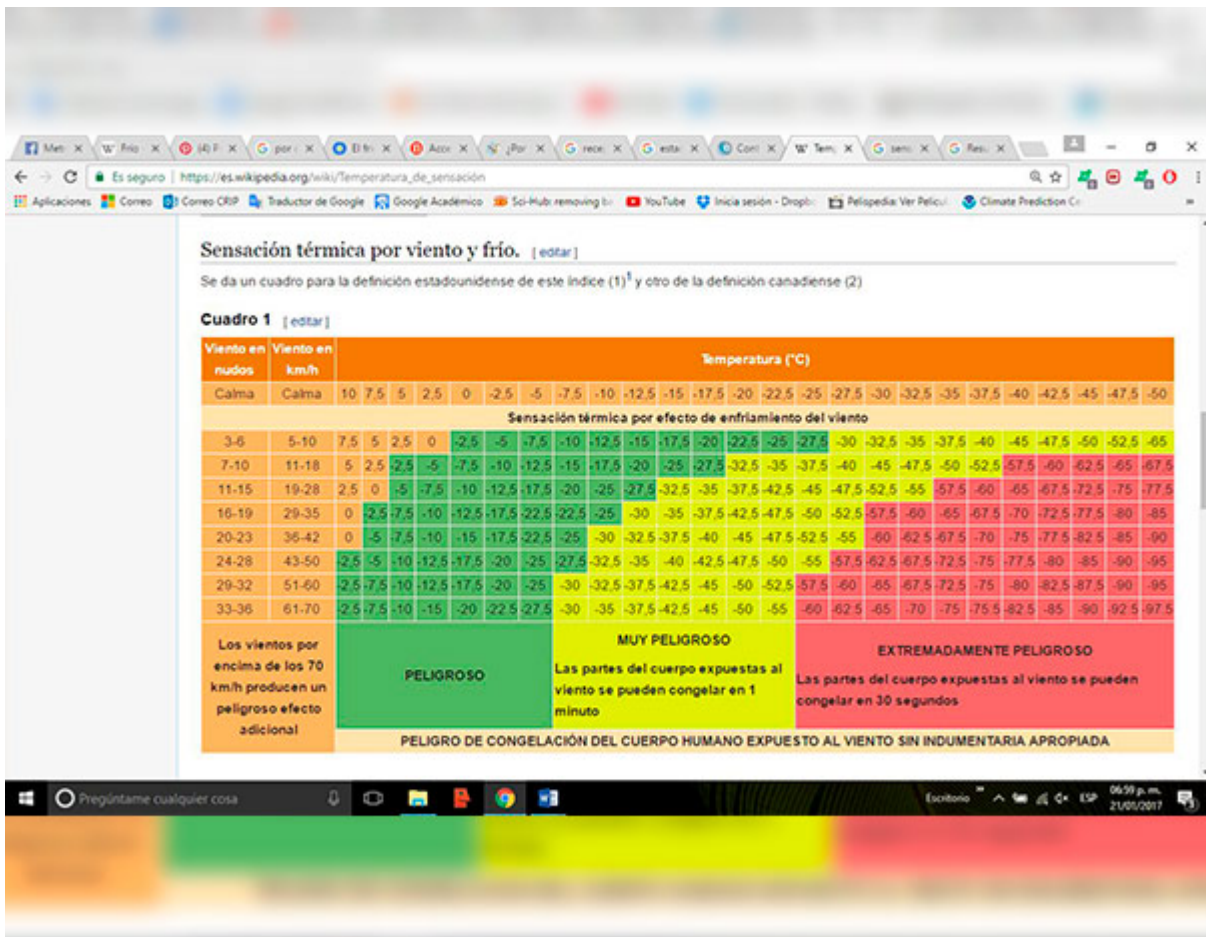 Met
Frío
(4) P
por
El fri
Acce
¿Por
rece
esta
Tem
sens
Es seguro | https://es.wikipedia.org/wiki/Temperatura_de_sensación
Aplicaciones Correo Correo CRIP Traductor de Google Google Académico Sci-Hub: removing YouTube Inicia sesión - Dropb Pelispedia: Ver Pelicul Climate Prediction
Sensación térmica por viento y frío. [ editar ]
Se da un cuadro para la definición estadounidense de este índice (1)1 y otro de la definición canadiense (2)
Cuadro 1 [ editar ]
Viento en nudos Viento en km/h Temperatura (°C)
Calma Calma 10 7,5 5 2,5 0 -2,5 -5 -7,5 -10 -12,5 -15 -17,5 -20 -22,5 -25 -27,5 -30 -32,5 -35 -37,5 -40 -42,5 -45 -47,5 -50
Sensación térmica por efecto de enfriamiento del viento
3-6 5-10 7,5 5 2,5 0 -2,5 -5 -7,5 -10 -12,5 -15 -17,5 -20 -22,5 -25 -27,5 -30 -32,5 -35 -37,5 -40 -45 -47,5 -50 -52,5 -65
7-10 11-18 5 2,5 -2,5 -5 -7,5 -10 -12,5 -15 -17,5 -20 -25 -27,5 -32,5 -35 -37,5 -40 -45 -47,5 -50 -52,5 -57,5 -60 -62,5 -65 -67,5
11-15 19-28 2,5 0 -5 -7,5 -10 -12,5 -17,5 -20 -25 -27,5 -32,5 -35 -37,5 -42,5 -45 -47,5 -52,5 -55 -57,5 -60 -65 -67,5 -72,5 -75 -77,5
16-19 29-35 0 -2,5 -7,5 -10 -12,5 -17,5 -22,5 -22,5 -25 -30 -35 -37,5 -42,5 -47,5 -50 -52,5 -57,5 -60 -65 -67,5 -70 -72,5 -77,5 -80 -85
20-23 36-42 0 -5 -7,5 -10 -15 -17,5 -22,5 -25 -30 -32,5 -37,5 -40 -45 -47,5 -52,5 -55 -60 -62,5 -67,5 -70 -75 -77,5 -82,5 -85 -90
24-28 43-50 -2,5 -5 -10 -12,5 -17,5 -20 -25 -27,5 -32,5 -35 -40 -42,5 -47,5 -50 -55 -57,5 -62,5 -67,5 -72,5 -75 -77,5 -80 -85 -90 -95
29-32 51-60 -2,5 -7,5 -10 -12,5 -17,5 -20 -25 -30 -32,5 -37,5 -42,5 -45 -50 -52,5 -57,5 -60 -65 -67,5 -72,5 -75 -80 -82,5 -87,5 -90 -95
33-36 61-70 -2,5 -7,5 -10 -15 -20 -22,5 -27,5 -30 -35 -37,5 -42,5 -45 -50 -55 -60 -62,5 -65 -70 -75 -75,5 -82,5 -85 -90 -92,5 -97,5
Los vientos por
encima de los 70
km/h producen un
peligroso efecto
adicional
PELIGROSO
MUY PELIGROSO
Las partes del cuerpo expuestas al
viento se pueden congelar en 1
minuto
EXTREMADAMENTE PELIGROSO
Las partes del cuerpo expuestas al viento se pueden
congelar en 30 segundos
PELIGRO DE CONGELACIÓN DEL CUERPO HUMANO EXPUESTO AL VIENTO SIN INDUMENTARIA APROPIADA
Pregúntame cualquier cosa
Escritorio ESP 06:59 p. m.
21/01/2017